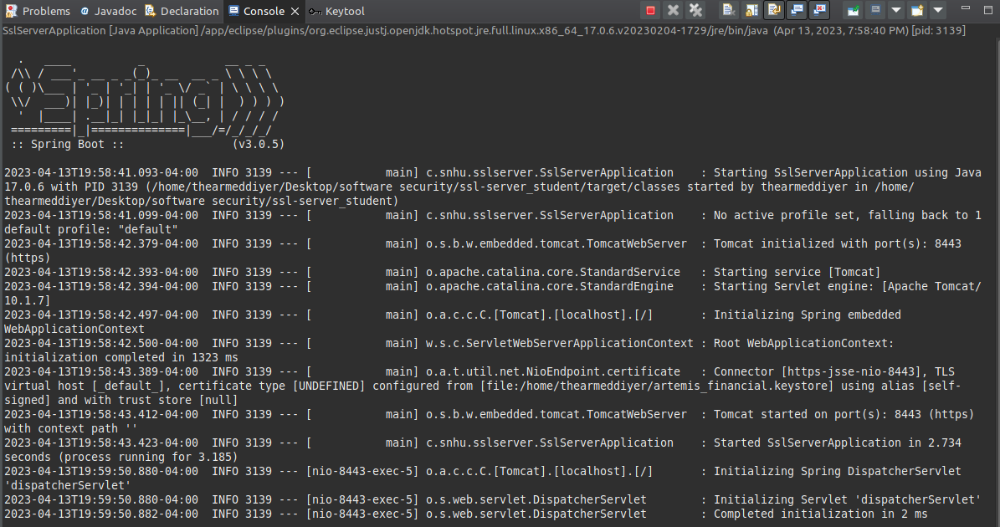 Problems Javadoc Declaration Console Keytool
SslServerApplication [Java Application] /app/eclipse/plugins/org.eclipse.justj.openjdk.hotspot.jre.full.linux.x86_64_17.0.6.v20230204-1729/jre/bin/java (Apr 13, 2023, 7:58:40 PM) [pid: 3139]
  .   ____          _            __ _ _
 /\\ / ___'_ __ _ _(_)_ __  __ _ \ \ \ \
( ( )\___ | '_ | '_| | '_ \/ _` | \ \ \ \
 \\/  ___)| |_)| | | | | || (_| |  ) ) ) )
  '  |____| .__|_| |_|_| |_\__, | / / / /
 =========|_|==============|___/=/_/_/_/
 :: Spring Boot ::                (v3.0.5)
2023-04-13T19:58:41.093-04:00  INFO 3139 --- [           main] c.snhu.sslserver.SslServerApplication    : Starting SslServerApplication using Java
17.0.6 with PID 3139 (/home/thearmeddiyer/Desktop/software security/ssl-server_student/target/classes started by thearmeddiyer in /home/
thearmeddiyer/Desktop/software security/ssl-server_student)
2023-04-13T19:58:41.099-04:00  INFO 3139 --- [           main] c.snhu.sslserver.SslServerApplication    : No active profile set, falling back to 1
default profile: "default"
2023-04-13T19:58:42.379-04:00  INFO 3139 --- [           main] o.s.b.w.embedded.tomcat.TomcatWebServer  : Tomcat initialized with port(s): 8443
(https)
2023-04-13T19:58:42.393-04:00  INFO 3139 --- [           main] o.apache.catalina.core.StandardService   : Starting service [Tomcat]
2023-04-13T19:58:42.394-04:00  INFO 3139 --- [           main] o.apache.catalina.core.StandardEngine    : Starting Servlet engine: [Apache Tomcat/
10.1.7]
2023-04-13T19:58:42.497-04:00  INFO 3139 --- [           main] o.a.c.c.C.[Tomcat].[localhost].[/]       : Initializing Spring embedded
WebApplicationContext
2023-04-13T19:58:42.500-04:00  INFO 3139 --- [           main] w.s.c.ServletWebServerApplicationContext : Root WebApplicationContext:
initialization completed in 1323 ms
2023-04-13T19:58:43.389-04:00  INFO 3139 --- [           main] o.a.t.util.net.NioEndpoint.certificate   : Connector [https-jsse-nio-8443], TLS
virtual host [_default_], certificate type [UNDEFINED] configured from [file:/home/thearmeddiyer/artemis_financial.keystore] using alias [self-
signed] and with trust store [null]
2023-04-13T19:58:43.412-04:00  INFO 3139 --- [           main] o.s.b.w.embedded.tomcat.TomcatWebServer  : Tomcat started on port(s): 8443 (https)
with context path ''
2023-04-13T19:58:43.423-04:00  INFO 3139 --- [           main] c.snhu.sslserver.SslServerApplication    : Started SslServerApplication in 2.734
seconds (process running for 3.185)
2023-04-13T19:59:50.880-04:00  INFO 3139 --- [nio-8443-exec-5] o.a.c.c.C.[Tomcat].[localhost].[/]       : Initializing Spring DispatcherServlet
'dispatcherServlet'
2023-04-13T19:59:50.880-04:00  INFO 3139 --- [nio-8443-exec-5] o.s.web.servlet.DispatcherServlet        : Initializing Servlet 'dispatcherServlet'
2023-04-13T19:59:50.882-04:00  INFO 3139 --- [nio-8443-exec-5] o.s.web.servlet.DispatcherServlet        : Completed initialization in 2 ms